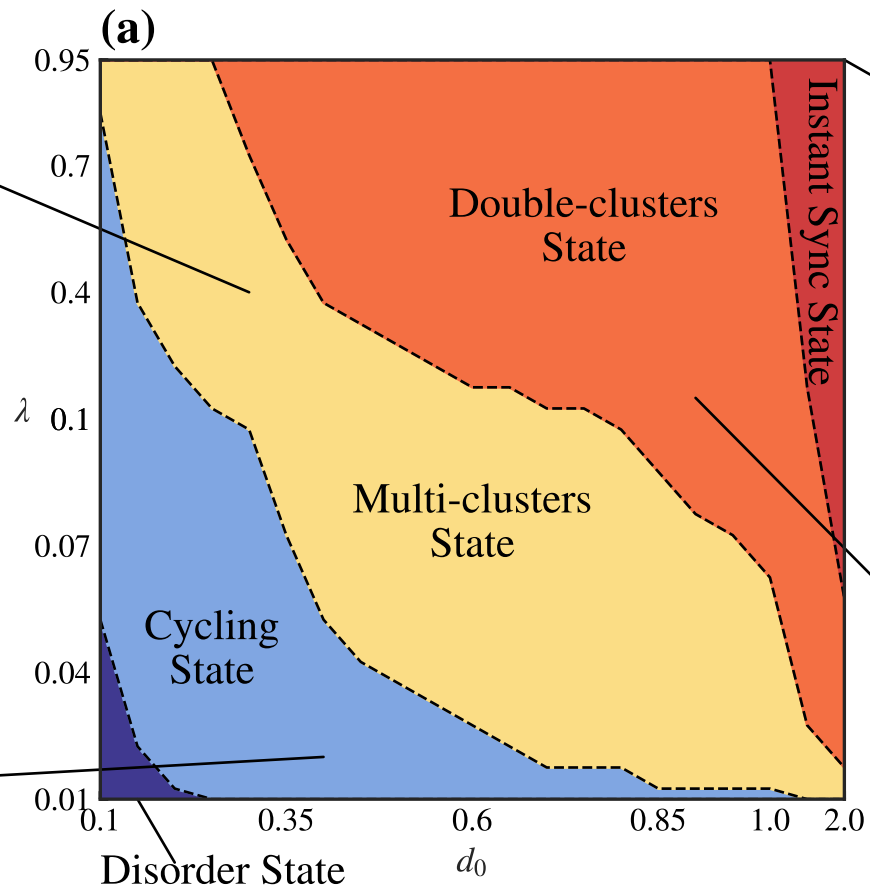 (a)
0.95
0.7
0.4
0.1
0.07
0.04
0.01
λ
Double-clusters
State
Instant Sync State
Multi-clusters
State
Cycling
State
0.1 0.35 0.6 0.85 1.0 2.0
Disorder State
d0